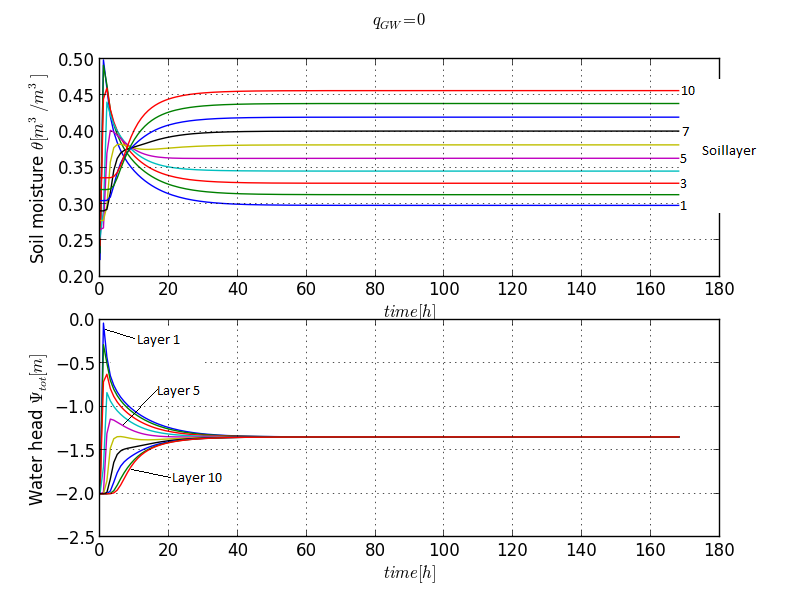 q_GW=0
Soil moisture θ[m³/m³]
0.50
0.45
0.40
0.35
0.30
0.25
0.20
10
7
5
3
1
Soillayer
0 20 40 60 80 100 120 140 160 180
time[h]
Water head Ψ_tot[m]
0.0
−0.5
−1.0
−1.5
−2.0
−2.5
Layer 1
Layer 5
Layer 10
0 20 40 60 80 100 120 140 160 180
time[h]